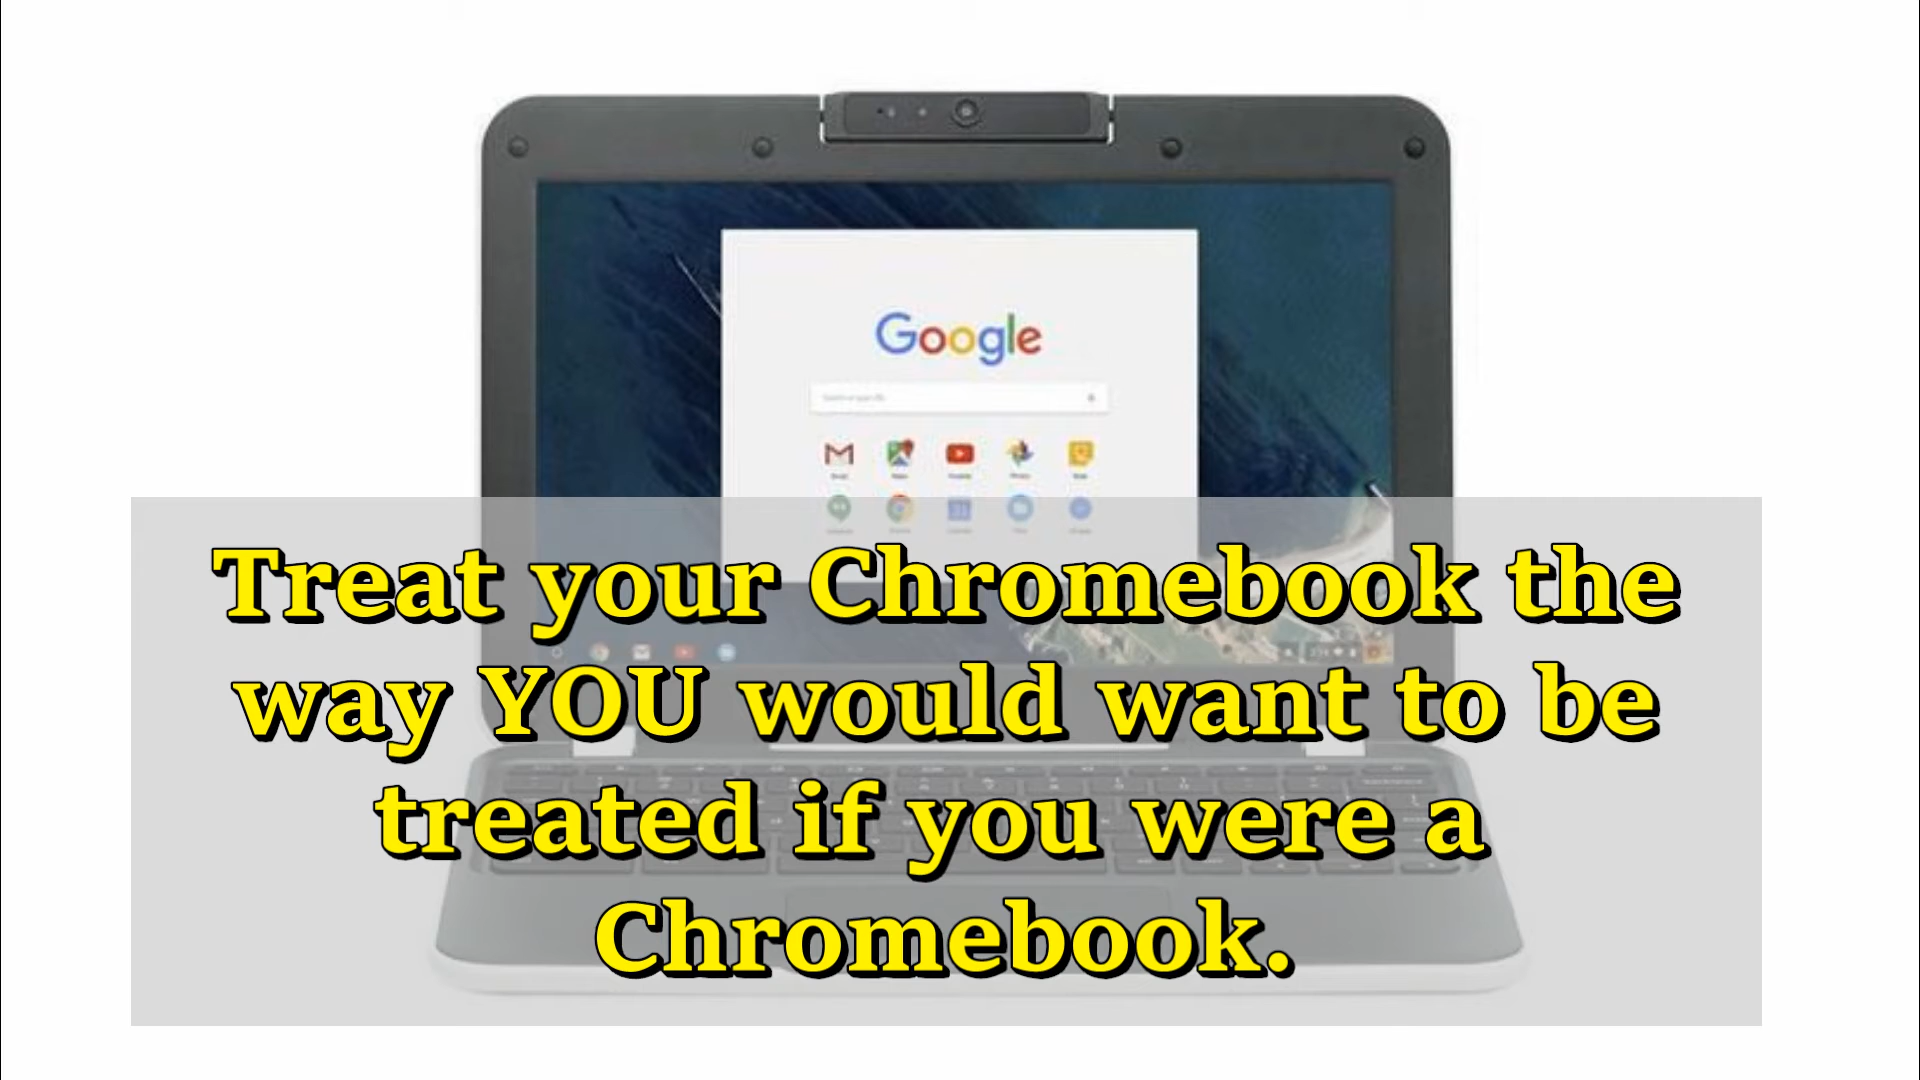 Google
Treat your Chromebook the
way YOU would want to be
treated if you were a
Chromebook.